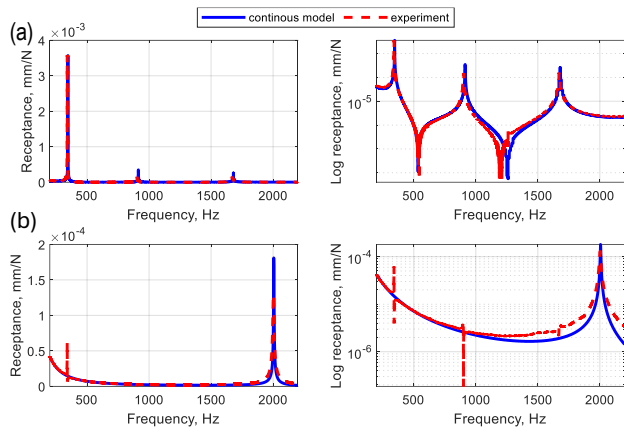 continous model experiment
(a)
×10⁻³
4
3
2
1
0
Receptance, mm/N
500 1000 1500 2000
Frequency, Hz
10⁻⁵
Log receptance, mm/N
500 1000 1500 2000
Frequency, Hz
(b)
×10⁻⁴
2
1.5
1
0.5
0
Receptance, mm/N
500 1000 1500 2000
Frequency, Hz
10⁻⁴
10⁻⁵
10⁻⁶
Log receptance, mm/N
500 1000 1500 2000
Frequency, Hz